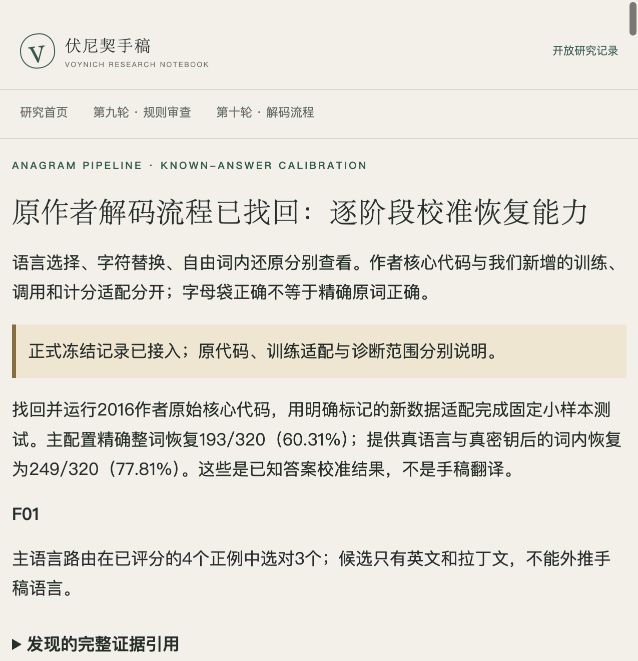 V
伏尼契手稿
VOYNICH RESEARCH NOTEBOOK
开放研究记录
研究首页 第九轮 · 规则审查 第十轮 · 解码流程
ANAGRAM PIPELINE · KNOWN-ANSWER CALIBRATION
原作者解码流程已找回：逐阶段校准恢复能力
语言选择、字符替换、自由词内还原分别查看。作者核心代码与我们新增的训练、
调用和计分适配分开；字母袋正确不等于精确原词正确。
正式冻结记录已接入；原代码、训练适配与诊断范围分别说明。
找回并运行2016作者原始核心代码，用明确标记的新数据适配完成固定小样本测
试。主配置精确整词恢复193/320（60.31%）；提供真语言与真密钥后的词内恢复
为249/320（77.81%）。这些是已知答案校准结果，不是手稿翻译。
F01
主语言路由在已评分的4个正例中选对3个；候选只有英文和拉丁文，不能外推手
稿语言。
▶ 发现的完整证据引用